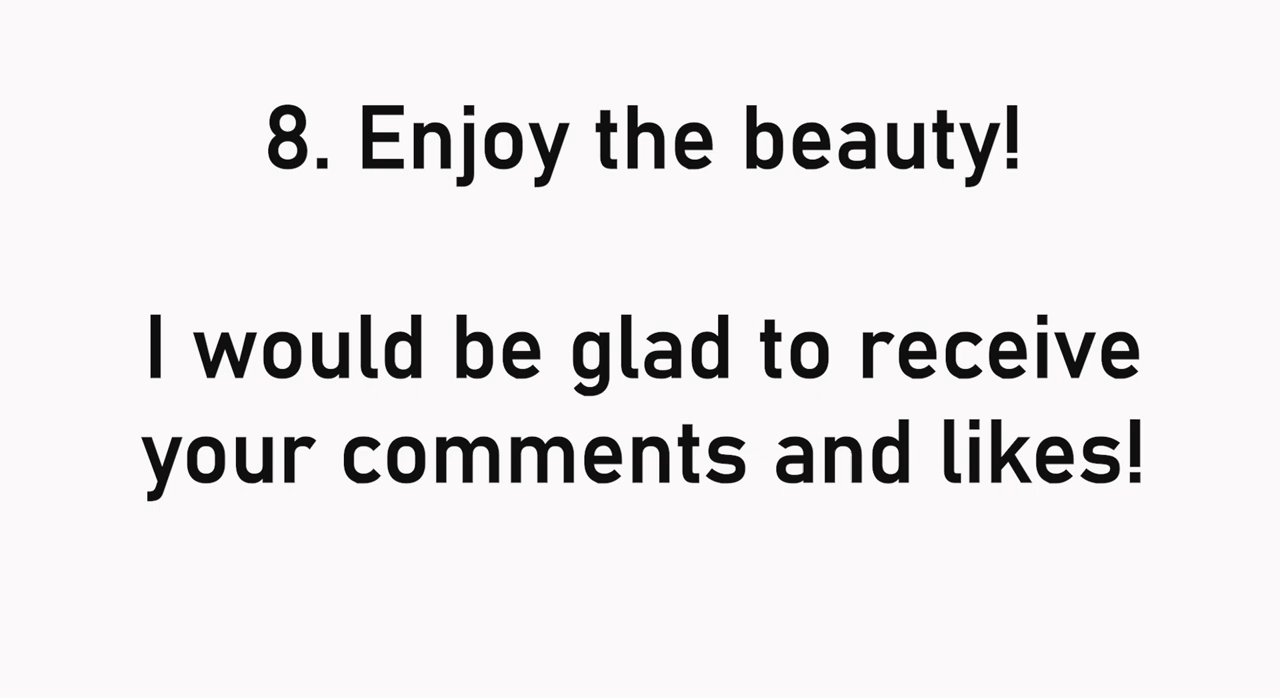 8. Enjoy the beauty!
I would be glad to receive
your comments and likes!